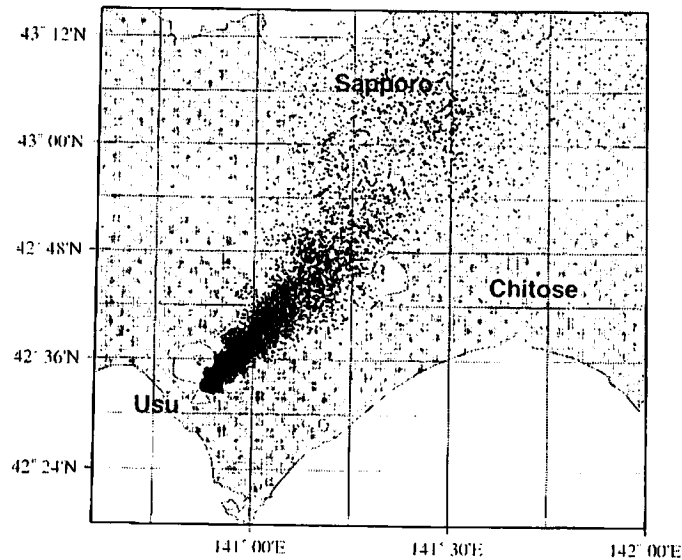 43° 12'N
Sapporo
43° 00'N
42° 48'N
Chitose
42° 36'N
Usu
42° 24'N
141° 00'E 141° 30'E 142° 00'E